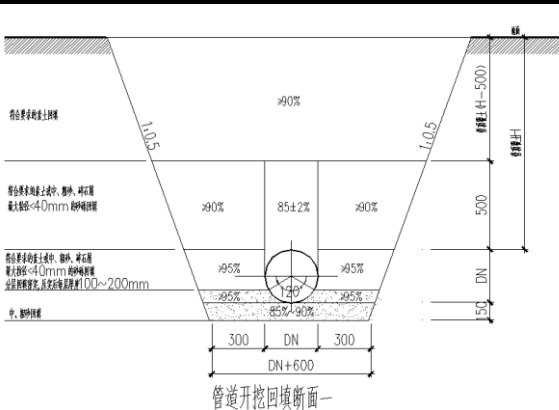 地面
≥90%
管顶覆土(H-500)
管顶覆土H
符合要求的素土回填
1:0.5
1:0.5
符合要求的素土或中、粗砂、碎石屑
最大粒径<40mm 的砂砾回填
≥90%
85±2%
≥90%
500
符合要求的素土或中、粗砂、碎石屑
最大粒径<40mm 的砂砾回填
分层回填密实,压实后每层厚度100~200mm
≥95%
≥95%
DN
120°
≥95%
≥95%
中、粗砂回填
85%~90%
150
300
DN
300
DN+600
管道开挖回填断面一